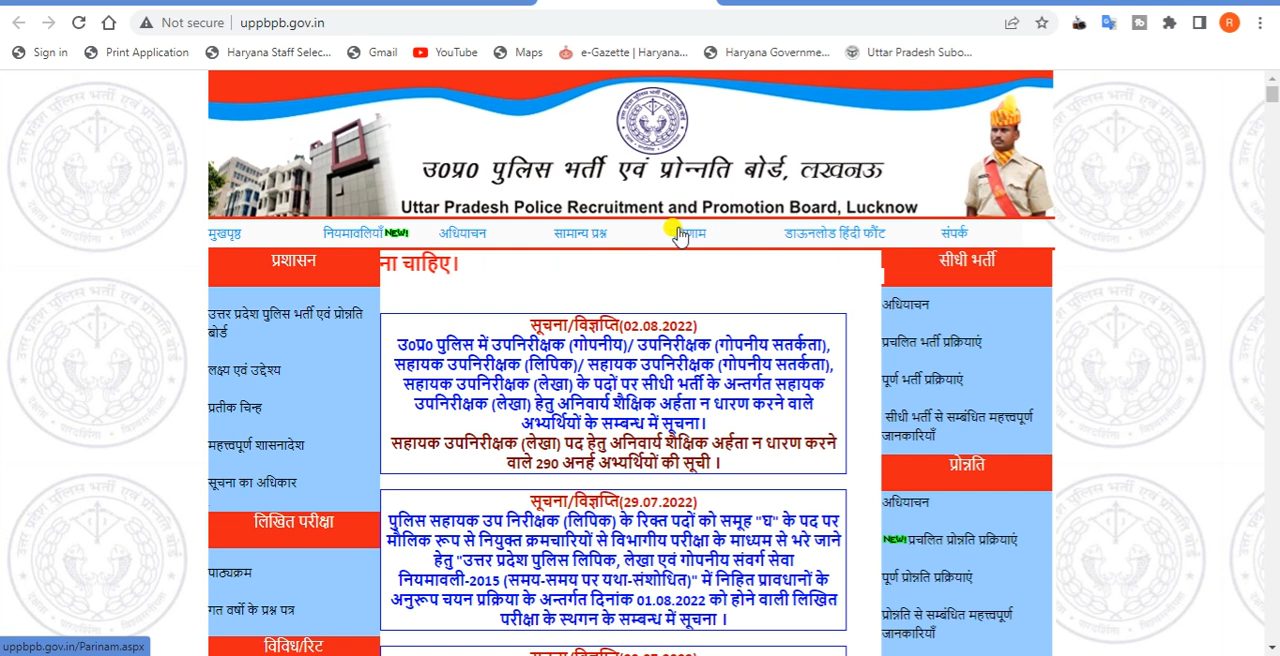 Not secure
uppbpb.gov.in
R
Sign in
Print Application
Haryana Staff Selec...
Gmail
YouTube
Maps
e-Gazette | Haryana...
Haryana Governme...
Uttar Pradesh Subo...
उ०प्र० पुलिस भर्ती एवं प्रोन्नति बोर्ड, लखनऊ
Uttar Pradesh Police Recruitment and Promotion Board, Lucknow
मुखपृष्ठ
नियमावलियाँ NEW!
अधियाचन
सामान्य प्रश्न
डाऊनलोड हिंदी फौंट
संपर्क
प्रशासन
उत्तर प्रदेश पुलिस भर्ती एवं प्रोन्नति
बोर्ड
लक्ष्य एवं उद्देश्य
प्रतीक चिन्ह
महत्त्वपूर्ण शासनादेश
सूचना का अधिकार
लिखित परीक्षा
पाठ्यक्रम
गत वर्षो के प्रश्न पत्र
विविध/रिट
ना चाहिए।
सूचना/विज्ञप्ति(02.08.2022)
उ0प्र0 पुलिस में उपनिरीक्षक (गोपनीय)/ उपनिरीक्षक (गोपनीय सतर्कता),
सहायक उपनिरीक्षक (लिपिक)/ सहायक उपनिरीक्षक (गोपनीय सतर्कता),
सहायक उपनिरीक्षक (लेखा) के पदों पर सीधी भर्ती के अन्तर्गत सहायक
उपनिरीक्षक (लेखा) हेतु अनिवार्य शैक्षिक अर्हता न धारण करने वाले
अभ्यर्थियों के सम्बन्ध में सूचना।
सहायक उपनिरीक्षक (लेखा) पद हेतु अनिवार्य शैक्षिक अर्हता न धारण करने
वाले 290 अनर्ह अभ्यर्थियों की सूची ।
सूचना/विज्ञप्ति(29.07.2022)
पुलिस सहायक उप निरीक्षक (लिपिक) के रिक्त पदों को समूह "घ" के पद पर
मौलिक रूप से नियुक्त क्रमचारियों से विभागीय परीक्षा के माध्यम से भरे जाने
हेतु "उत्तर प्रदेश पुलिस लिपिक, लेखा एवं गोपनीय संवर्ग सेवा
नियमावली-2015 (समय-समय पर यथा-संशोधित)" में निहित प्रावधानों के
अनुरूप चयन प्रक्रिया के अन्तर्गत दिनांक 01.08.2022 को होने वाली लिखित
परीक्षा के स्थगन के सम्बन्ध में सूचना ।
सीधी भर्ती
अधियाचन
प्रचलित भर्ती प्रक्रियाएं
पूर्ण भर्ती प्रक्रियाएं
सीधी भर्ती से सम्बंधित महत्त्वपूर्ण
जानकारियाँ
प्रोन्नति
अधियाचन
NEW! प्रचलित प्रोन्नति प्रक्रियाएं
पूर्ण प्रोन्नति प्रक्रियाएं
प्रोन्नति से सम्बंधित महत्त्वपूर्ण
जानकारियाँ
uppbpb.gov.in/Parinam.aspx